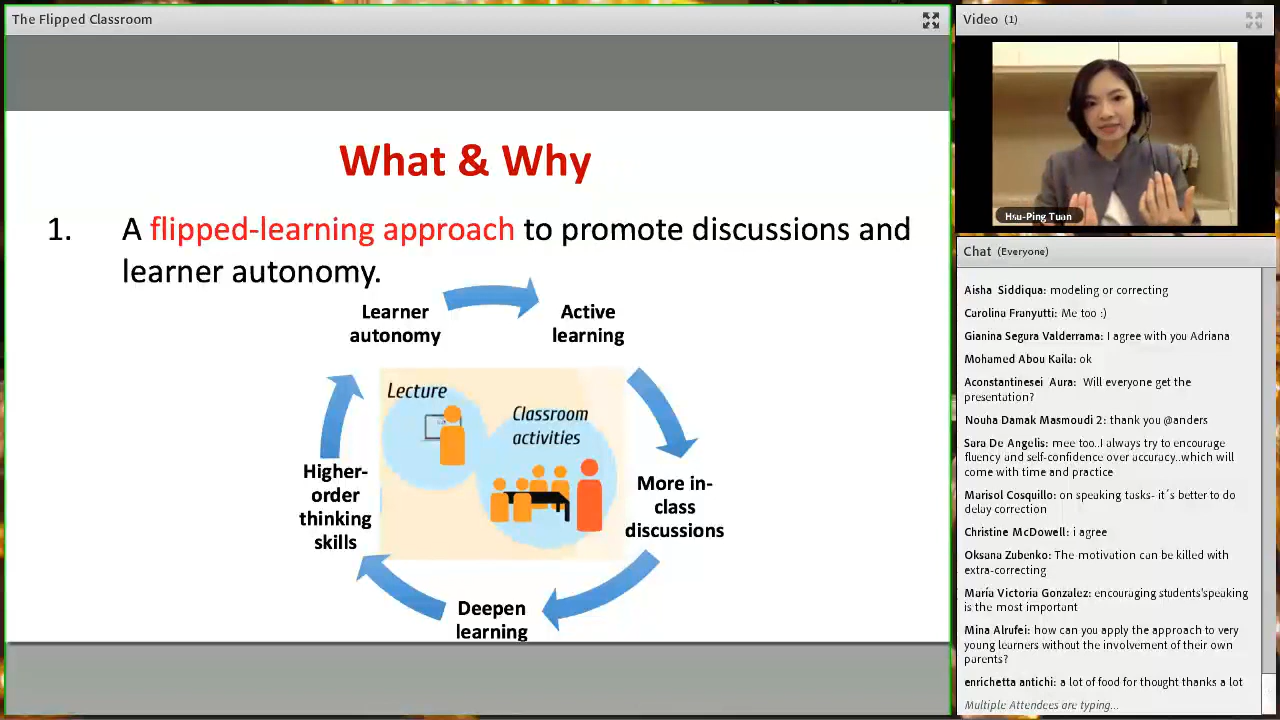 The Flipped Classroom
What & Why
1. A flipped-learning approach to promote discussions and
learner autonomy.
Learner
autonomy
Active
learning
Lecture
Classroom
activities
Higher-
order
thinking
skills
More in-
class
discussions
Deepen
learning
Video (1)
Hsu-Ping Tuan
Chat (Everyone)
Aisha Siddiqua: modeling or correcting
Carolina Franyutti: Me too :)
Gianina Segura Valderrama: I agree with you Adriana
Mohamed Abou Kaila: ok
Aconstantinesei Aura: Will everyone get the
presentation?
Nouha Damak Masmoudi 2: thank you @anders
Sara De Angelis: mee too..I always try to encourage
fluency and self-confidence over accuracy..which will
come with time and practice
Marisol Cosquillo: on speaking tasks- it´s better to do
delay correction
Christine McDowell: i agree
Oksana Zubenko: The motivation can be killed with
extra-correcting
María Victoria Gonzalez: encouraging students'speaking
is the most important
Mina Alrufei: how can you apply the approach to very
young learners without the involvement of their own
parents?
enrichetta antichi: a lot of food for thought thanks a lot
Multiple Attendees are typing...